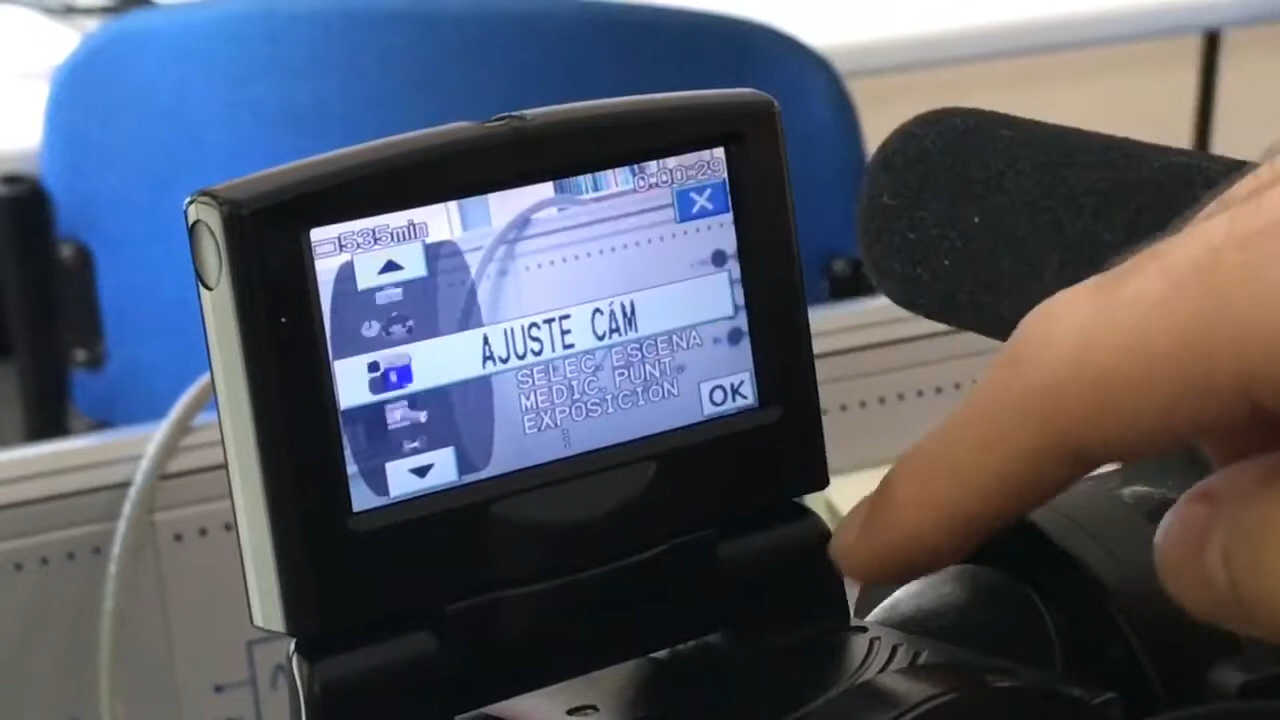 0:00:29
535min
X
AJUSTE CÁM
SELEC. ESCENA
MEDIC. PUNT.
EXPOSICIÓN
OK